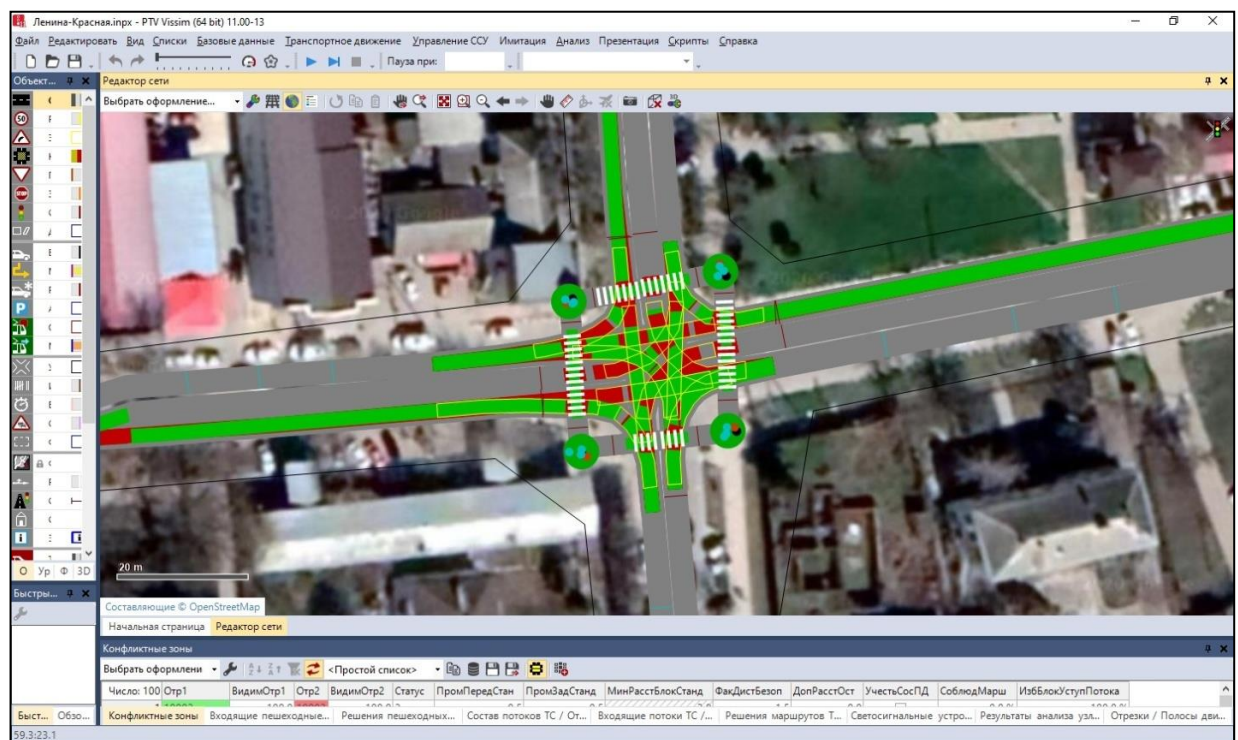 Ленина-Красная.inpx - PTV Vissim (64 bit) 11.00-13
Файл Редактировать Вид Списки Базовые данные Транспортное движение Управление ССУ Имитация Анализ Презентация Скрипты Справка
Пауза при:
Объект... Редактор сети
Выбрать оформление...
50
STOP
P
20 m
О Ур Ф 3D
Быстры...
Составляющие © OpenStreetMap
Начальная страница Редактор сети
Конфликтные зоны
Выбрать оформлени <Простой список>
Число: 100 Отр1 ВидимОтр1 Отр2 ВидимОтр2 Статус ПромПередСтан ПромЗадСтанд МинРасстБлокСтанд ФакДистБезоп ДопРасстОст УчестьСосПД СоблюдМарш ИзбБлокУступПотока
Быст... Обзо... Конфликтные зоны Входящие пешеходные... Решения пешеходных... Состав потоков ТС / От... Входящие потоки ТС /... Решения маршрутов Т... Светосигнальные устро... Результаты анализа узл... Отрезки / Полосы дви...
59.3:23.1